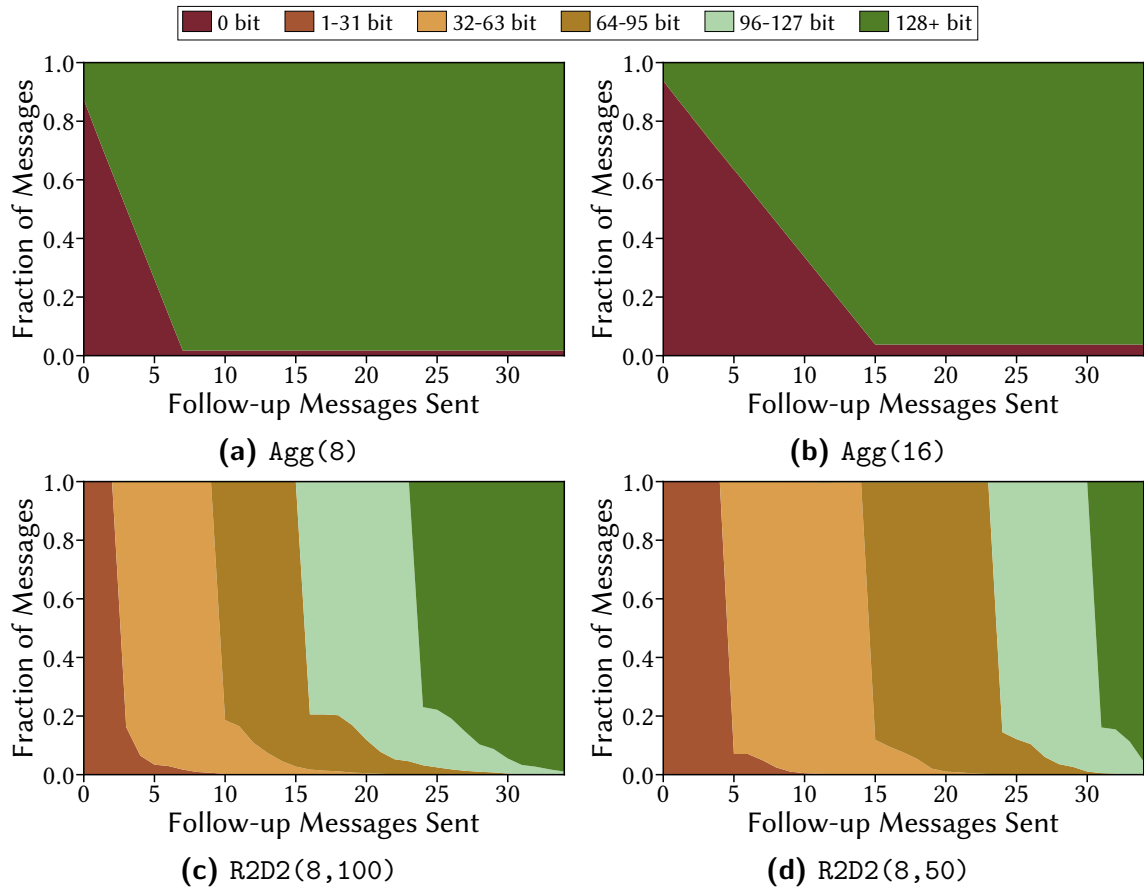 0 bit 1-31 bit 32-63 bit 64-95 bit 96-127 bit 128+ bit
Fraction of Messages
1.0
0.8
0.6
0.4
0.2
0.0
0 5 10 15 20 25 30
Follow-up Messages Sent
(a) Agg(8)
Fraction of Messages
1.0
0.8
0.6
0.4
0.2
0.0
0 5 10 15 20 25 30
Follow-up Messages Sent
(b) Agg(16)
Fraction of Messages
1.0
0.8
0.6
0.4
0.2
0.0
0 5 10 15 20 25 30
Follow-up Messages Sent
(c) R2D2(8,100)
Fraction of Messages
1.0
0.8
0.6
0.4
0.2
0.0
0 5 10 15 20 25 30
Follow-up Messages Sent
(d) R2D2(8,50)